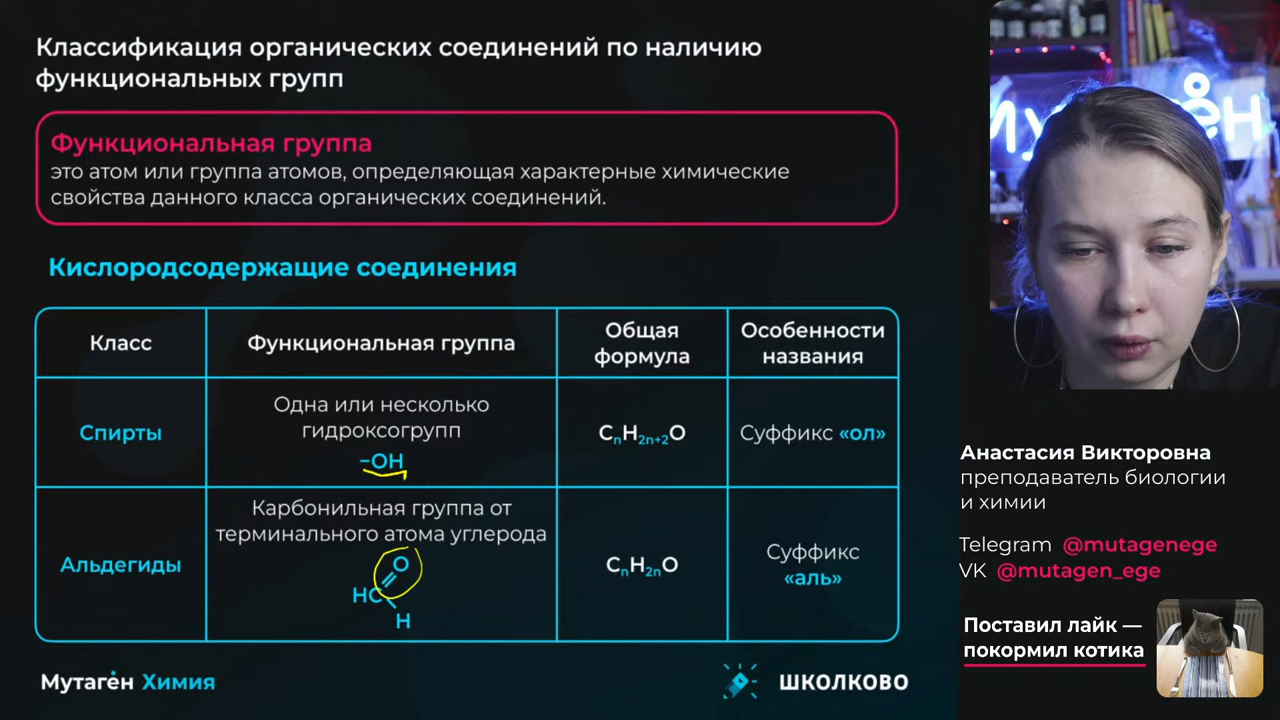 Классификация органических соединений по наличию
функциональных групп
Функциональная группа
это атом или группа атомов, определяющая характерные химические
свойства данного класса органических соединений.
Кислородсодержащие соединения
Класс
Функциональная группа
Общая
формула
Особенности
названия
Спирты
Одна или несколько
гидроксогрупп
–OH
CₙH₂ₙ₊₂O
Суффикс «ол»
Альдегиды
Карбонильная группа от
терминального атома углерода
O
HC
H
CₙH₂ₙO
Суффикс
«аль»
Мутаген Химия
ШКОЛКОВО
Мутаген
Анастасия Викторовна
преподаватель биологии
и химии
Telegram @mutagenege
VK @mutagen_ege
Поставил лайк —
покормил котика